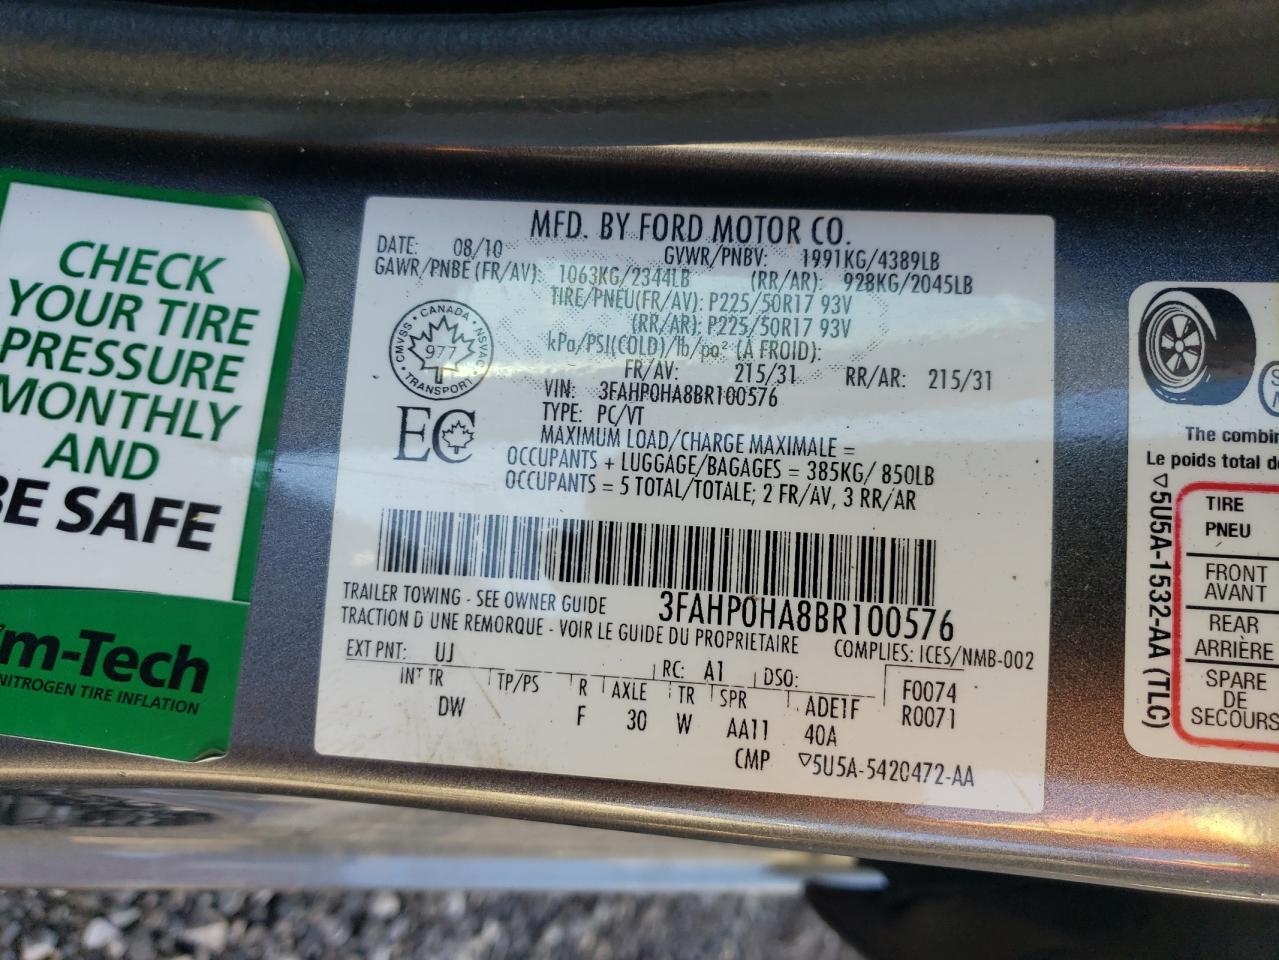 CHECK
YOUR TIRE
PRESSURE
MONTHLY
AND
BE SAFE
m-Tech
NITROGEN TIRE INFLATION
MFD. BY FORD MOTOR CO.
DATE: 08/10 GVWR/PNBV: 1991KG/4389LB
GAWR/PNBE (FR/AV): 1063KG/2344LB (RR/AR): 928KG/2045LB
TIRE/PNEU(FR/AV): P225/50R17 93V
(RR/AR): P225/50R17 93V
kPa/PSI(COLD)/lb/po² (A FROID):
FR/AV: 215/31 RR/AR: 215/31
VIN: 3FAHP0HA8BR100576
TYPE: PC/VT
MAXIMUM LOAD/CHARGE MAXIMALE =
OCCUPANTS + LUGGAGE/BAGAGES = 385KG/ 850LB
OCCUPANTS = 5 TOTAL/TOTALE; 2 FR/AV, 3 RR/AR
CANADA
CMVSS · NSVAC
977
TRANSPORT
EC
3FAHP0HA8BR100576
TRAILER TOWING - SEE OWNER GUIDE
TRACTION D'UNE REMORQUE - VOIR LE GUIDE DU PROPRIETAIRE
COMPLIES: ICES/NMB-002
EXT PNT: UJ RC: A1 DSO: F0074
INT TR TP/PS R AXLE TR SPR ADE1F R0071
DW F 30 W AA11 40A
CMP ▽5U5A-5420472-AA
The combin
Le poids total de
▽5U5A-1532-AA (TLC)
TIRE
PNEU
FRONT
AVANT
REAR
ARRIÈRE
SPARE
DE
SECOURS